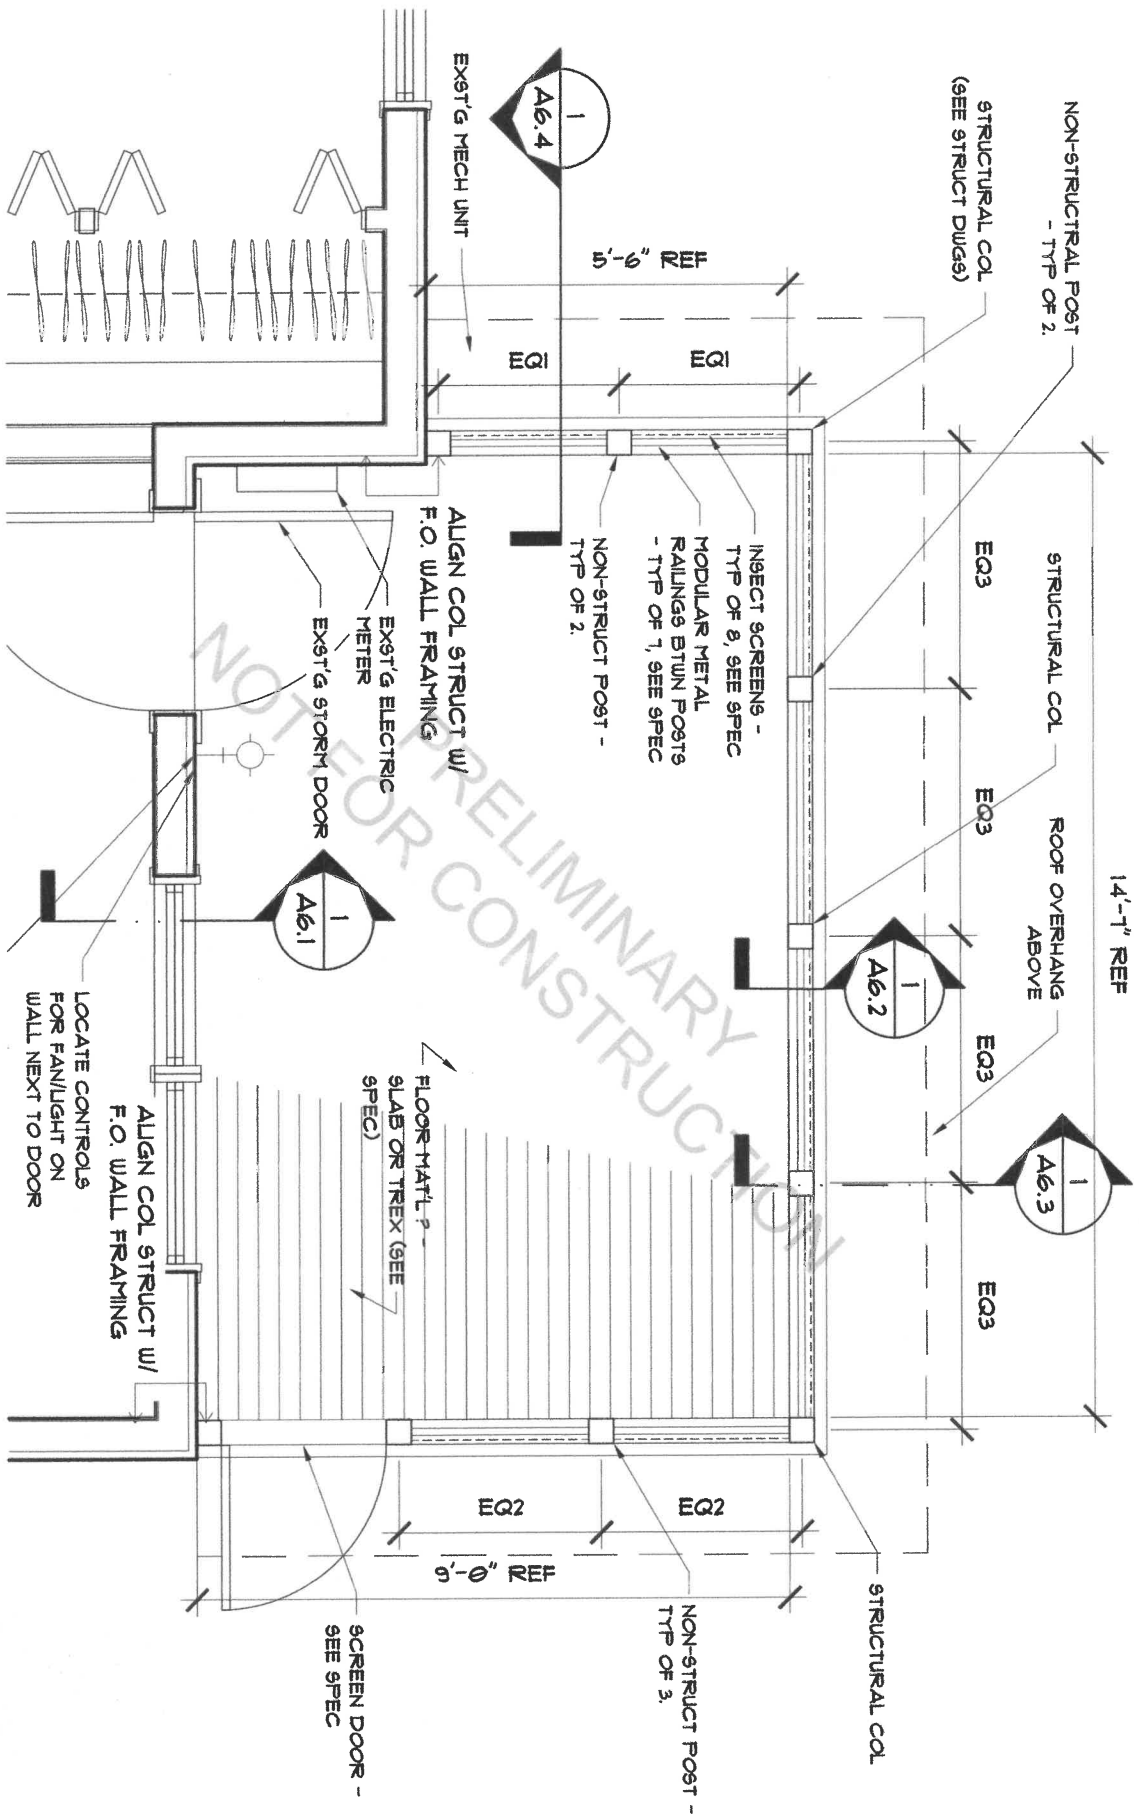 14'-7" REF
NON-STRUCTRAL POST
- TYP OF 2.
STRUCTURAL COL
(SEE STRUCT DWGS)
STRUCTURAL COL
ROOF OVERHANG
ABOVE
1
A6.3
EQ3
EQ3
EQ3
EQ3
1
A6.2
STRUCTURAL COL
5'-6" REF
EQ1
EQ1
INSECT SCREENS -
TYP OF 8, SEE SPEC
MODULAR METAL
RAILINGS BTWN POSTS
- TYP OF 7, SEE SPEC
NON-STRUCT POST -
TYP OF 2.
EQ2
EQ2
9'-0" REF
NON-STRUCT POST -
TYP OF 3.
1
A6.4
EXST'G MECH UNIT
ALIGN COL STRUCT W/
F.O. WALL FRAMING
EXST'G ELECTRIC
METER
EXST'G STORM DOOR
PRELIMINARY
NOT FOR CONSTRUCTION
1
A6.1
FLOOR MAT'L ? -
SLAB OR TREX (SEE
SPEC)
SCREEN DOOR -
SEE SPEC
ALIGN COL STRUCT W/
F.O. WALL FRAMING
LOCATE CONTROLS
FOR FAN/LIGHT ON
WALL NEXT TO DOOR